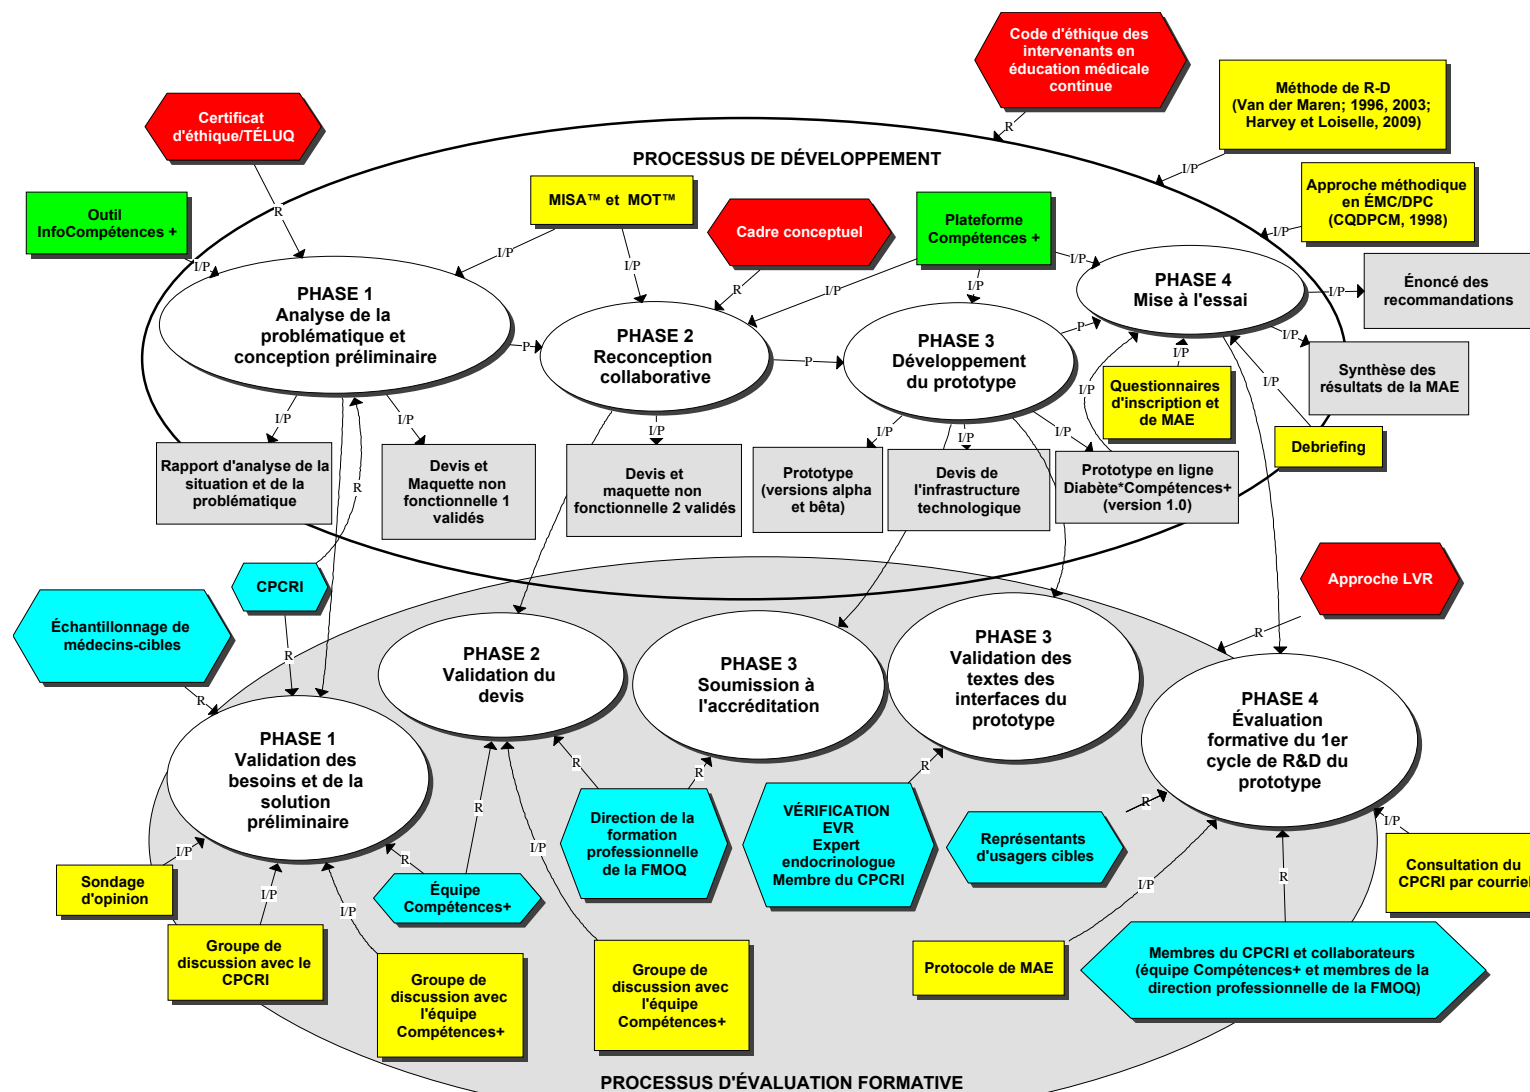 Code d'éthique des
intervenants en
éducation médicale
continue
Méthode de R-D
(Van der Maren; 1996, 2003;
Harvey et Loiselle, 2009)
Certificat
d'éthique/TÉLUQ
R
I/P
PROCESSUS DE DÉVELOPPEMENT
Approche méthodique
en ÉMC/DPC
(CQDPCM, 1998)
I/P
MISA™ et  MOT™
Outil
InfoCompétences +
R
Cadre conceptuel
Plateforme
Compétences +
I/P
I/P
I/P
R
I/P
I/P
I/P
PHASE 1
Analyse de la
problématique et
conception préliminaire
PHASE 2
Reconception
collaborative
PHASE 3
Développement
du prototype
PHASE 4
Mise à l'essai
I/P
Énoncé des
recommandations
P
P
P
I/P
Synthèse des
résultats de la MAE
I/P
I/P
I/P
Questionnaires
d'inscription et
de MAE
Debriefing
I/P
I/P
I/P
I/P
I/P
I/P
Rapport d'analyse de la
situation et de la
problématique
Devis et
Maquette non
fonctionnelle 1
validés
Devis et
maquette non
fonctionnelle 2 validés
Prototype
(versions alpha
et bêta)
Devis de
l'infrastructure
technologique
Prototype en ligne
Diabète*Compétences+
(version 1.0)
R
CPCRI
Approche LVR
Échantillonnage de
médecins-cibles
R
R
R
PHASE 1
Validation des
besoins et de la
solution
préliminaire
PHASE 2
Validation du
devis
PHASE 3
Soumission à
l'accréditation
PHASE 3
Validation des
textes des
interfaces du
prototype
PHASE 4
Évaluation
formative du 1er
cycle de R&D du
prototype
R
R
R
R
R
I/P
Direction de la
formation
professionnelle
de la FMOQ
VÉRIFICATION
EVR
Expert
endocrinologue
Membre du CPCRI
Représentants
d'usagers cibles
I/P
I/P
R
Sondage
d'opinion
Équipe
Compétences+
Consultation du
CPCRI par courriel
I/P
I/P
I/P
R
Groupe de
discussion avec le
CPCRI
Groupe de
discussion avec
l'équipe
Compétences+
Groupe de
discussion avec
l'équipe
Compétences+
Protocole de MAE
Membres du CPCRI et collaborateurs
(équipe Compétences+ et membres de la
direction professionelle de la FMOQ)
PROCESSUS D'ÉVALUATION FORMATIVE